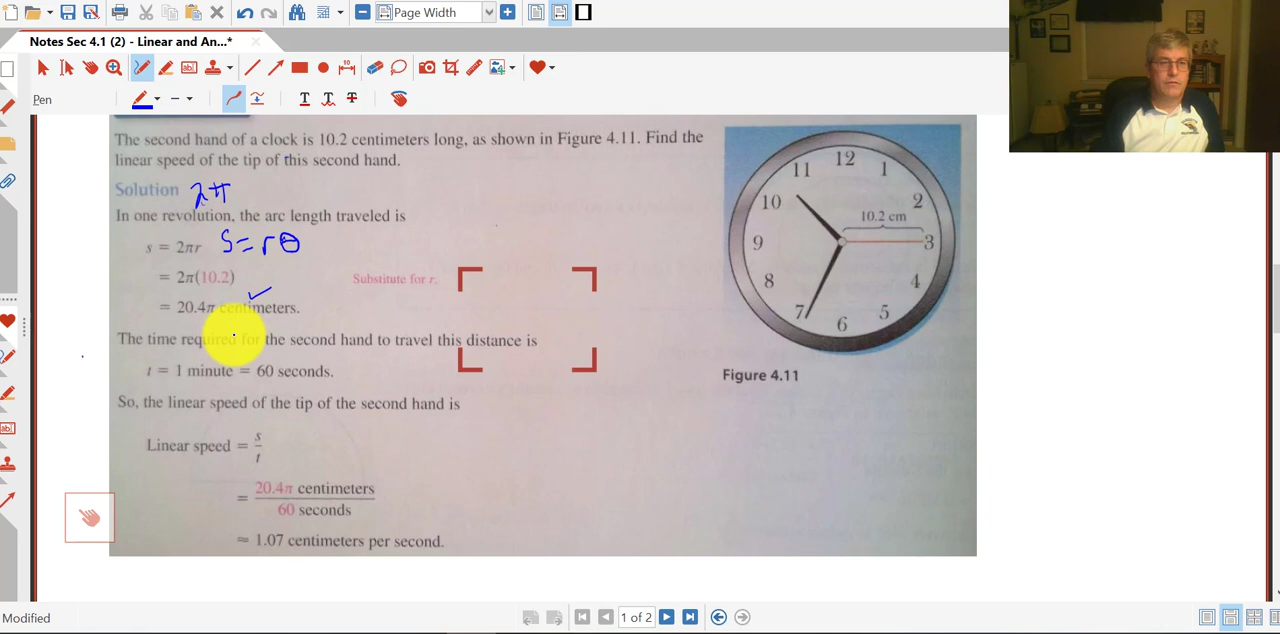 Page Width
Notes Sec 4.1 (2) - Linear and An...*
Pen
The second hand of a clock is 10.2 centimeters long, as shown in Figure 4.11. Find the
linear speed of the tip of this second hand.
Solution 2π
In one revolution, the arc length traveled is
s = 2πr S = rθ
= 2π(10.2) Substitute for r.
= 20.4π centimeters.
The time required for the second hand to travel this distance is
t = 1 minute = 60 seconds.
So, the linear speed of the tip of the second hand is
Linear speed = s/t
= 20.4π centimeters
60 seconds
≈ 1.07 centimeters per second.
12
11 1
10 2
10.2 cm
9 3
8 4
7 5
6
Figure 4.11
1 of 2
Modified